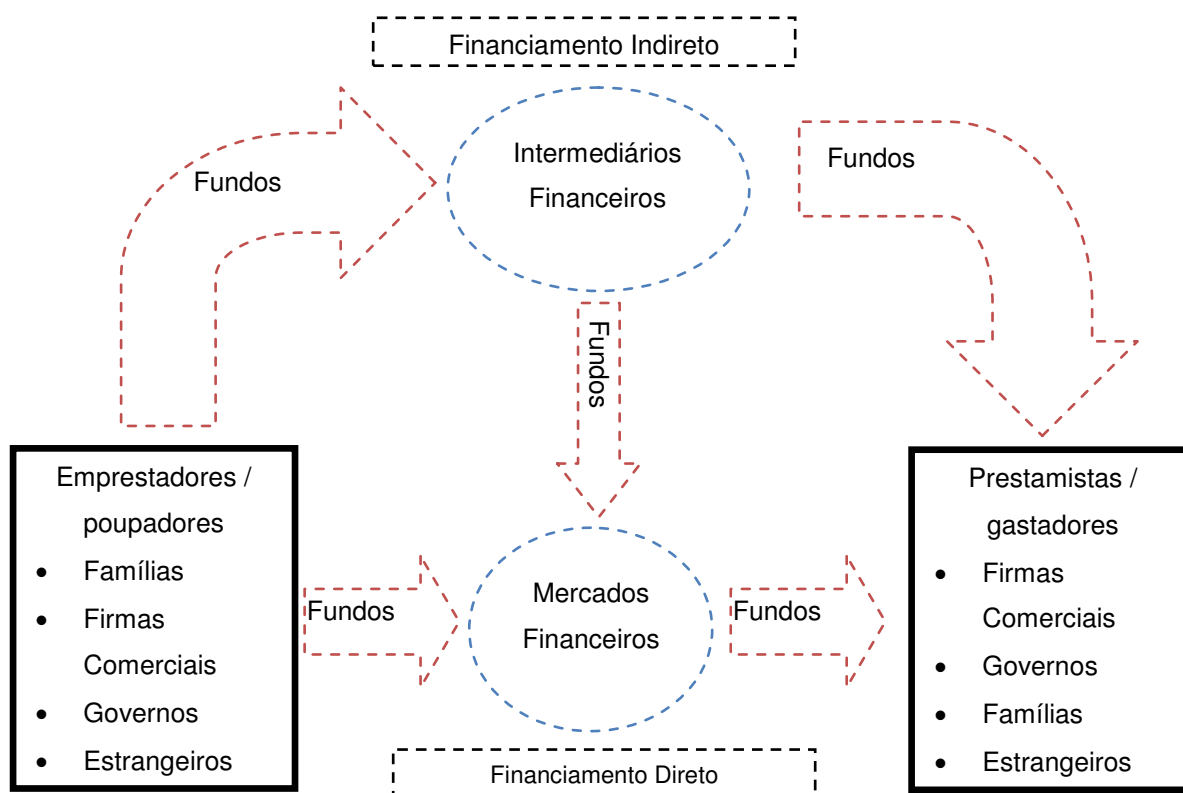 Financiamento Indireto
Intermediários
Financeiros
Fundos
Fundos
Fundos
Emprestadores /
poupadores
• Famílias
• Firmas
Comerciais
• Governos
• Estrangeiros
Fundos
Mercados
Financeiros
Fundos
Prestamistas /
gastadores
• Firmas
Comerciais
• Governos
• Famílias
• Estrangeiros
Financiamento Direto